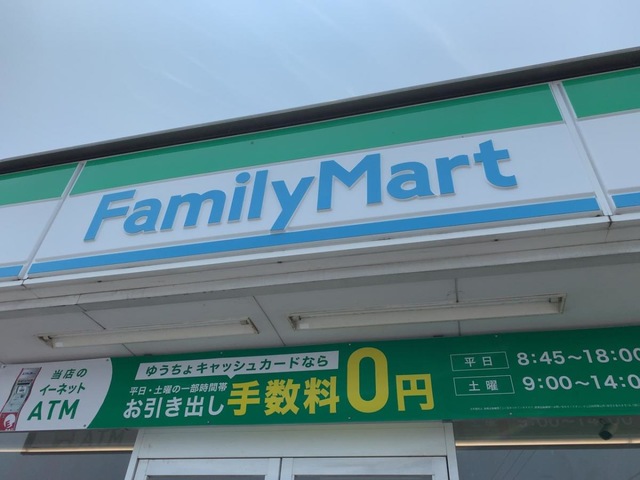 FamilyMart
当店の
イーネット
ATM
ゆうちょキャッシュカードなら
平日・土曜の一部時間帯
お引き出し手数料0円
平日 8:45~18:00
土曜 9:00~14:0